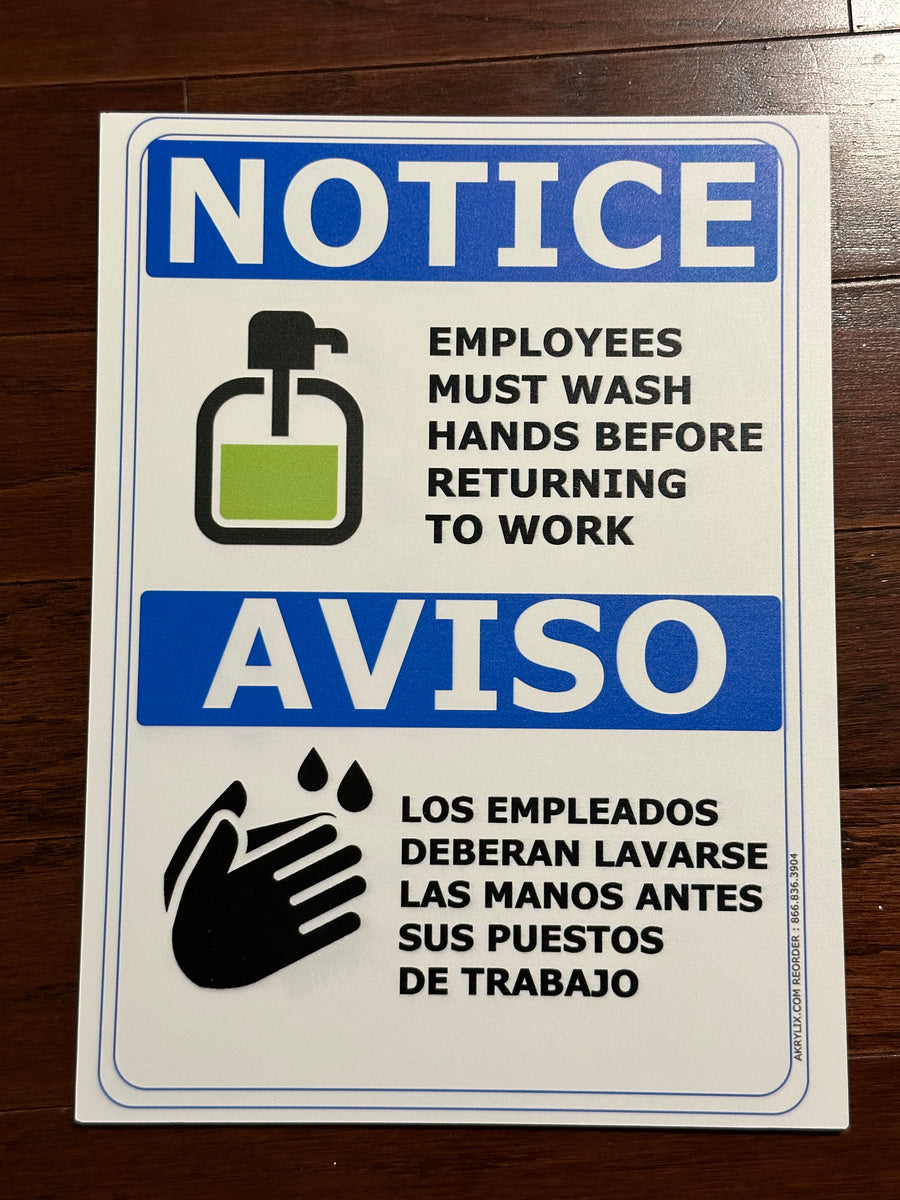 NOTICE
EMPLOYEES
MUST WASH
HANDS BEFORE
RETURNING
TO WORK
AVISO
LOS EMPLEADOS
DEBERAN LAVARSE
LAS MANOS ANTES
SUS PUESTOS
DE TRABAJO
AKRYLIX.COM REORDER : 866.836.3904